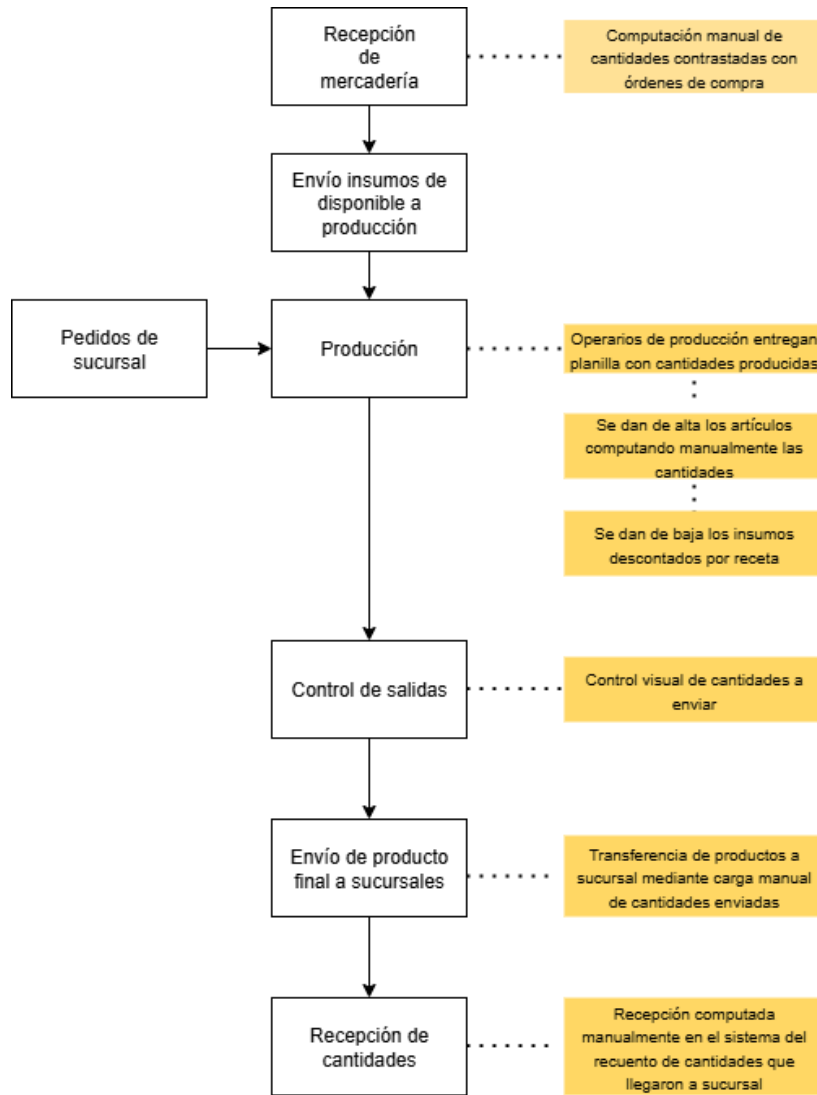 Recepción
de
mercadería
Computación manual de
cantidades contrastadas con
órdenes de compra
Envío insumos de
disponible a
producción
Pedidos de
sucursal
Producción
Operarios de producción entregan
planilla con cantidades producidas
Se dan de alta los artículos
computando manualmente las
cantidades
Se dan de baja los insumos
descontados por receta
Control de salidas
Control visual de cantidades a
enviar
Envío de producto
final a sucursales
Transferencia de productos a
sucursal mediante carga manual
de cantidades enviadas
Recepción de
cantidades
Recepción computada
manualmente en el sistema del
recuento de cantidades que
llegaron a sucursal